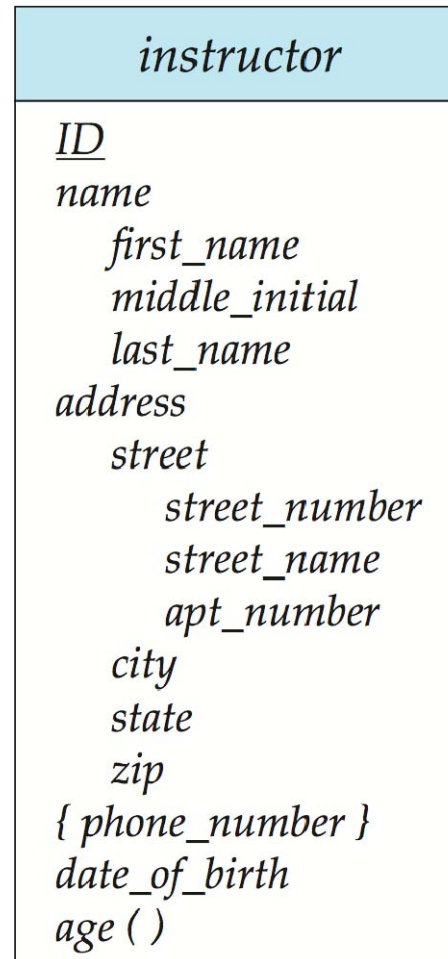 instructor
ID
name
first_name
middle_initial
last_name
address
street
street_number
street_name
apt_number
city
state
zip
{ phone_number }
date_of_birth
age ( )